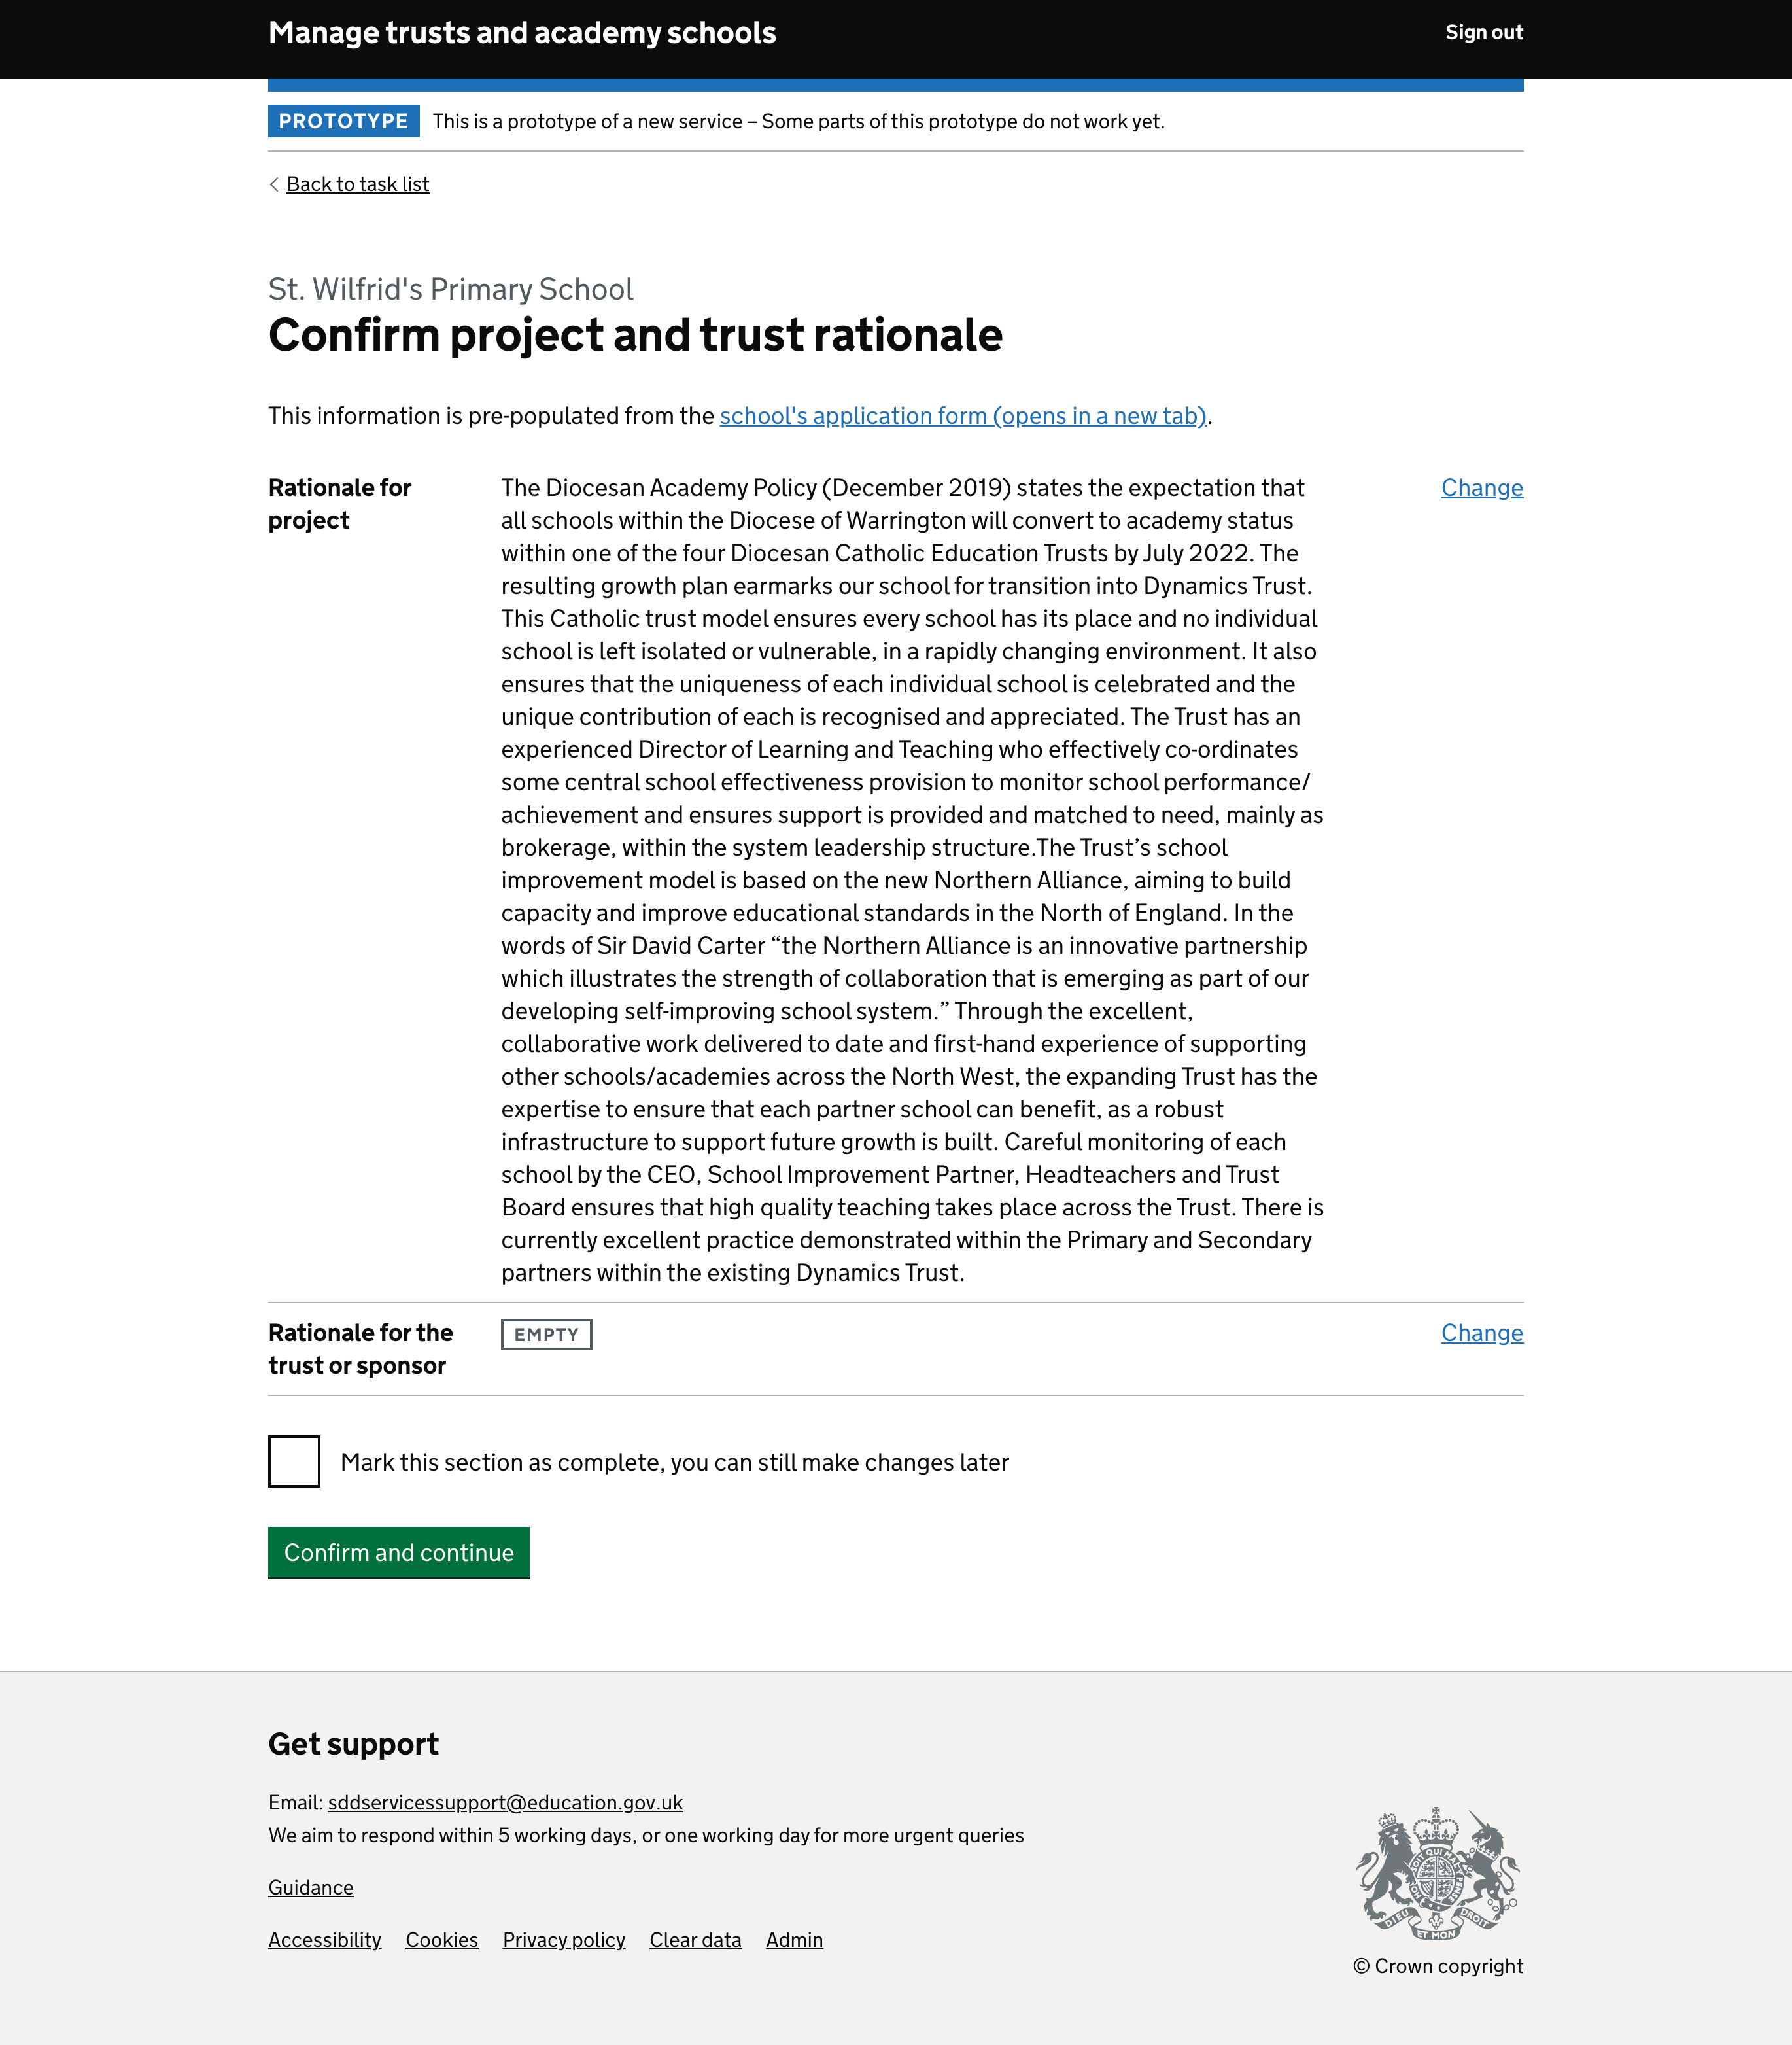 Manage trusts and academy schools
Sign out
PROTOTYPE
This is a prototype of a new service – Some parts of this prototype do not work yet.
Back to task list
St. Wilfrid's Primary School
Confirm project and trust rationale
This information is pre-populated from the school's application form (opens in a new tab).
Rationale for
project
The Diocesan Academy Policy (December 2019) states the expectation that
all schools within the Diocese of Warrington will convert to academy status
within one of the four Diocesan Catholic Education Trusts by July 2022. The
resulting growth plan earmarks our school for transition into Dynamics Trust.
This Catholic trust model ensures every school has its place and no individual
school is left isolated or vulnerable, in a rapidly changing environment. It also
ensures that the uniqueness of each individual school is celebrated and the
unique contribution of each is recognised and appreciated. The Trust has an
experienced Director of Learning and Teaching who effectively co-ordinates
some central school effectiveness provision to monitor school performance/
achievement and ensures support is provided and matched to need, mainly as
brokerage, within the system leadership structure.The Trust’s school
improvement model is based on the new Northern Alliance, aiming to build
capacity and improve educational standards in the North of England. In the
words of Sir David Carter “the Northern Alliance is an innovative partnership
which illustrates the strength of collaboration that is emerging as part of our
developing self-improving school system.” Through the excellent,
collaborative work delivered to date and first-hand experience of supporting
other schools/academies across the North West, the expanding Trust has the
expertise to ensure that each partner school can benefit, as a robust
infrastructure to support future growth is built. Careful monitoring of each
school by the CEO, School Improvement Partner, Headteachers and Trust
Board ensures that high quality teaching takes place across the Trust. There is
currently excellent practice demonstrated within the Primary and Secondary
partners within the existing Dynamics Trust.
Change
Rationale for the
trust or sponsor
EMPTY
Change
Mark this section as complete, you can still make changes later
Confirm and continue
Get support
Email: sddservicessupport@education.gov.uk
We aim to respond within 5 working days, or one working day for more urgent queries
Guidance
Accessibility
Cookies
Privacy policy
Clear data
Admin
DIEU ET MON DROIT
© Crown copyright